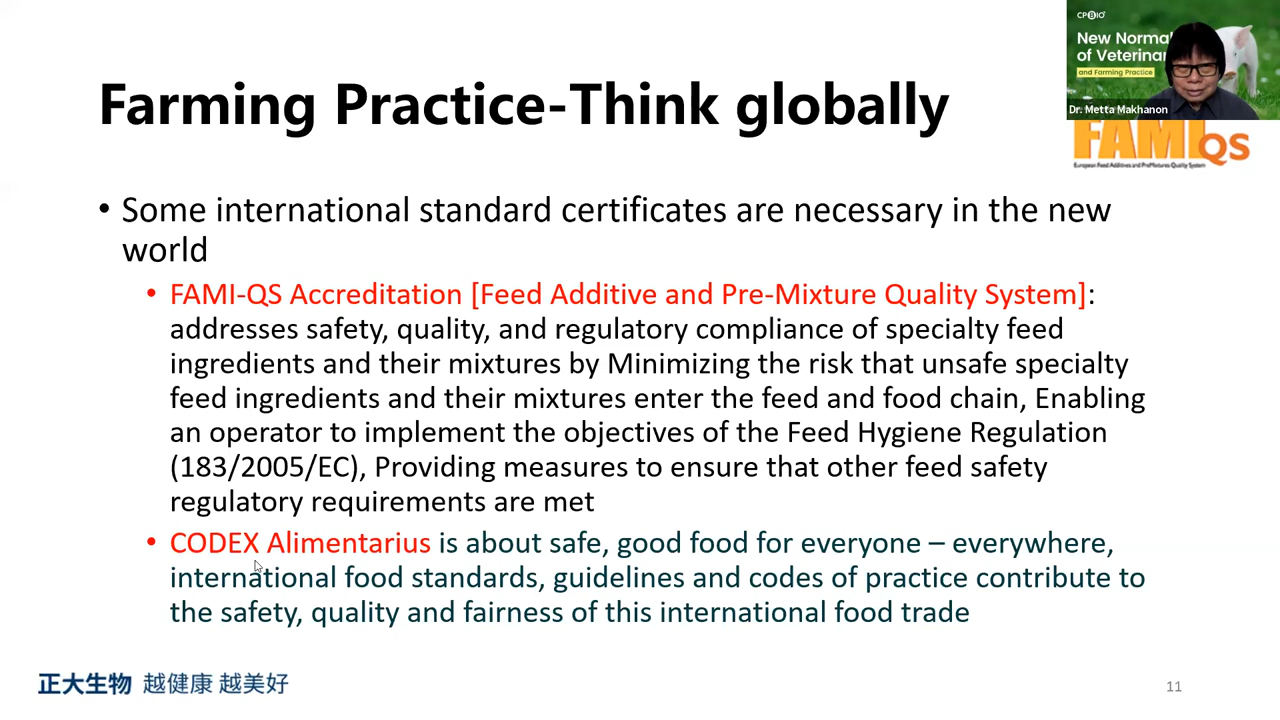 CPBIO
New Normal
of Veterinar
and Farming Practice
Dr. Metta Makhanon
Farming Practice-Think globally
FAMI QS
European Feed Additives and PreMixtures Quality System
• Some international standard certificates are necessary in the new
world
• FAMI-QS Accreditation [Feed Additive and Pre-Mixture Quality System]:
addresses safety, quality, and regulatory compliance of specialty feed
ingredients and their mixtures by Minimizing the risk that unsafe specialty
feed ingredients and their mixtures enter the feed and food chain, Enabling
an operator to implement the objectives of the Feed Hygiene Regulation
(183/2005/EC), Providing measures to ensure that other feed safety
regulatory requirements are met
• CODEX Alimentarius is about safe, good food for everyone – everywhere,
international food standards, guidelines and codes of practice contribute to
the safety, quality and fairness of this international food trade
正大生物 越健康 越美好
11